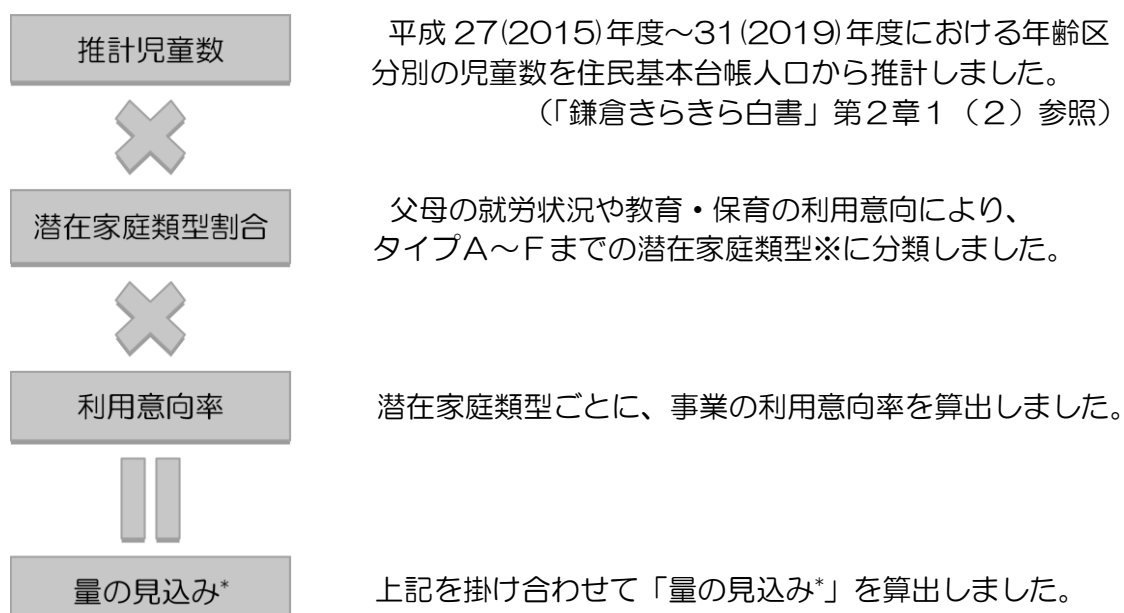 推計児童数
平成 27(2015)年度～31(2019)年度における年齢区
分別の児童数を住民基本台帳人口から推計しました。
（「鎌倉きらきら白書」第２章１（２）参照）
潜在家庭類型割合
父母の就労状況や教育・保育の利用意向により、
タイプＡ～Ｆまでの潜在家庭類型※に分類しました。
利用意向率
潜在家庭類型ごとに、事業の利用意向率を算出しました。
量の見込み*
上記を掛け合わせて「量の見込み*」を算出しました。